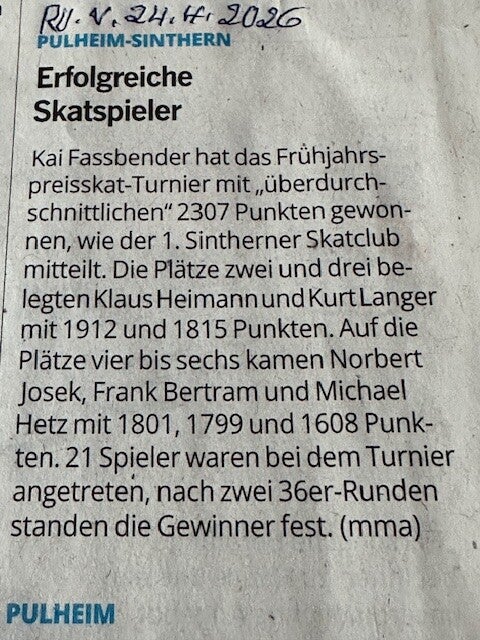 RU. V. 24.4.2026
PULHEIM-SINTHERN
Erfolgreiche
Skatspieler
Kai Fassbender hat das Frühjahrs-
preisskat-Turnier mit „überdurch-
schnittlichen“ 2307 Punkten gewon-
nen, wie der 1. Sintherner Skatclub
mitteilt. Die Plätze zwei und drei be-
legten Klaus Heimann und Kurt Langer
mit 1912 und 1815 Punkten. Auf die
Plätze vier bis sechs kamen Norbert
Josek, Frank Bertram und Michael
Hetz mit 1801, 1799 und 1608 Punk-
ten. 21 Spieler waren bei dem Turnier
angetreten, nach zwei 36er-Runden
standen die Gewinner fest. (mma)
PULHEIM